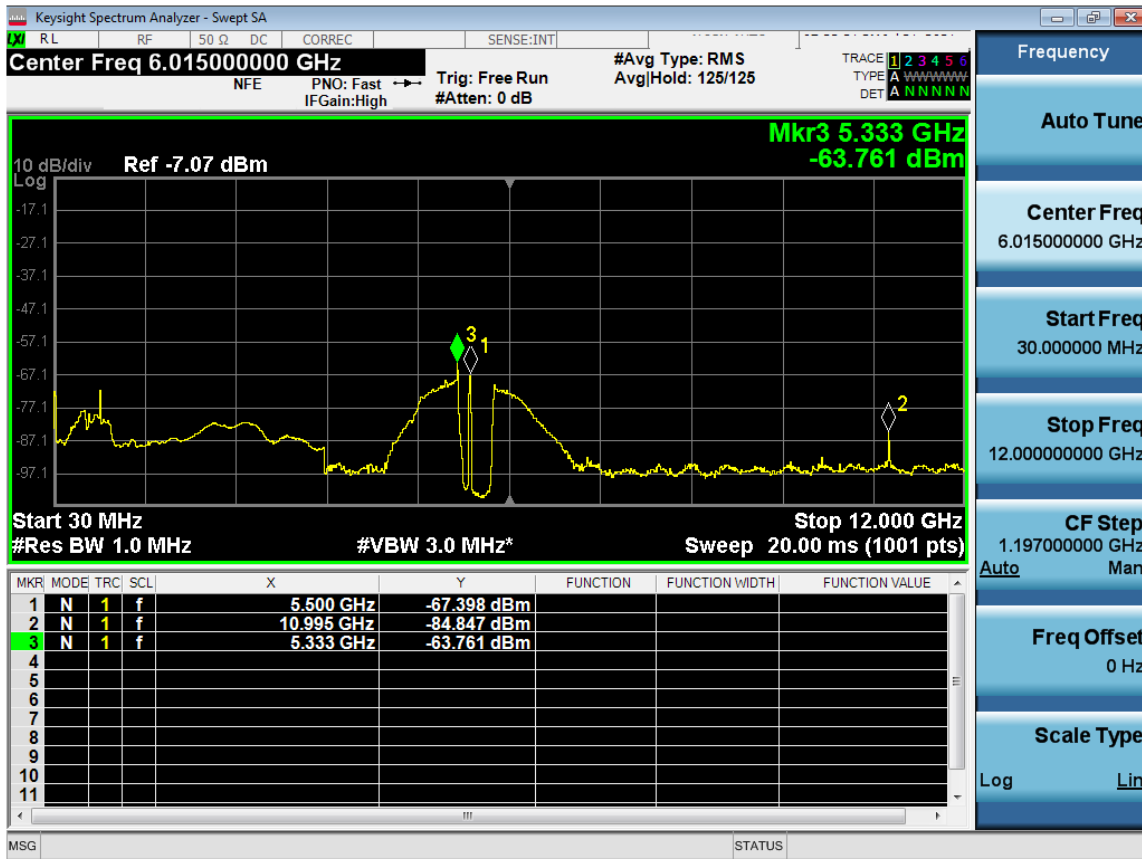 Keysight Spectrum Analyzer - Swept SA
LXI RL RF 50 Ω DC CORREC SENSE:INT
Center Freq 6.015000000 GHz
NFE PNO: Fast
IFGain:High
Trig: Free Run
#Atten: 0 dB
#Avg Type: RMS
Avg|Hold: 125/125
TRACE 1 2 3 4 5 6
TYPE A WWWWW
DET A N N N N N
Mkr3 5.333 GHz
-63.761 dBm
10 dB/div Ref -7.07 dBm
Log
-17.1
-27.1
-37.1
-47.1
-57.1
-67.1
-77.1
-87.1
-97.1
3
1
2
Start 30 MHz Stop 12.000 GHz
#Res BW 1.0 MHz #VBW 3.0 MHz* Sweep 20.00 ms (1001 pts)
MKR MODE TRC SCL X Y FUNCTION FUNCTION WIDTH FUNCTION VALUE
1 N 1 f 5.500 GHz -67.398 dBm
2 N 1 f 10.995 GHz -84.847 dBm
3 N 1 f 5.333 GHz -63.761 dBm
4
5
6
7
8
9
10
11
MSG STATUS
Frequency
Auto Tune
Center Freq
6.015000000 GHz
Start Freq
30.000000 MHz
Stop Freq
12.000000000 GHz
CF Step
1.197000000 GHz
Auto Man
Freq Offset
0 Hz
Scale Type
Log Lin